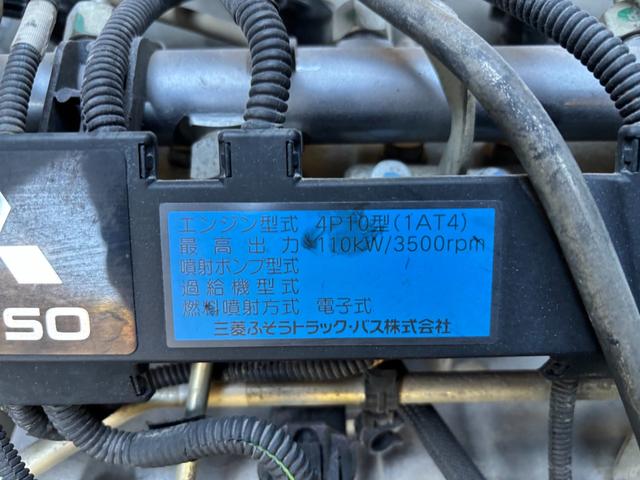 エンジン型式 4P10型(1AT4)
最高出力 110kW/3500rpm
噴射ポンプ型式 /
過給機型式 /
燃料噴射方式 電子式
三菱ふそうトラック・バス株式会社
SO